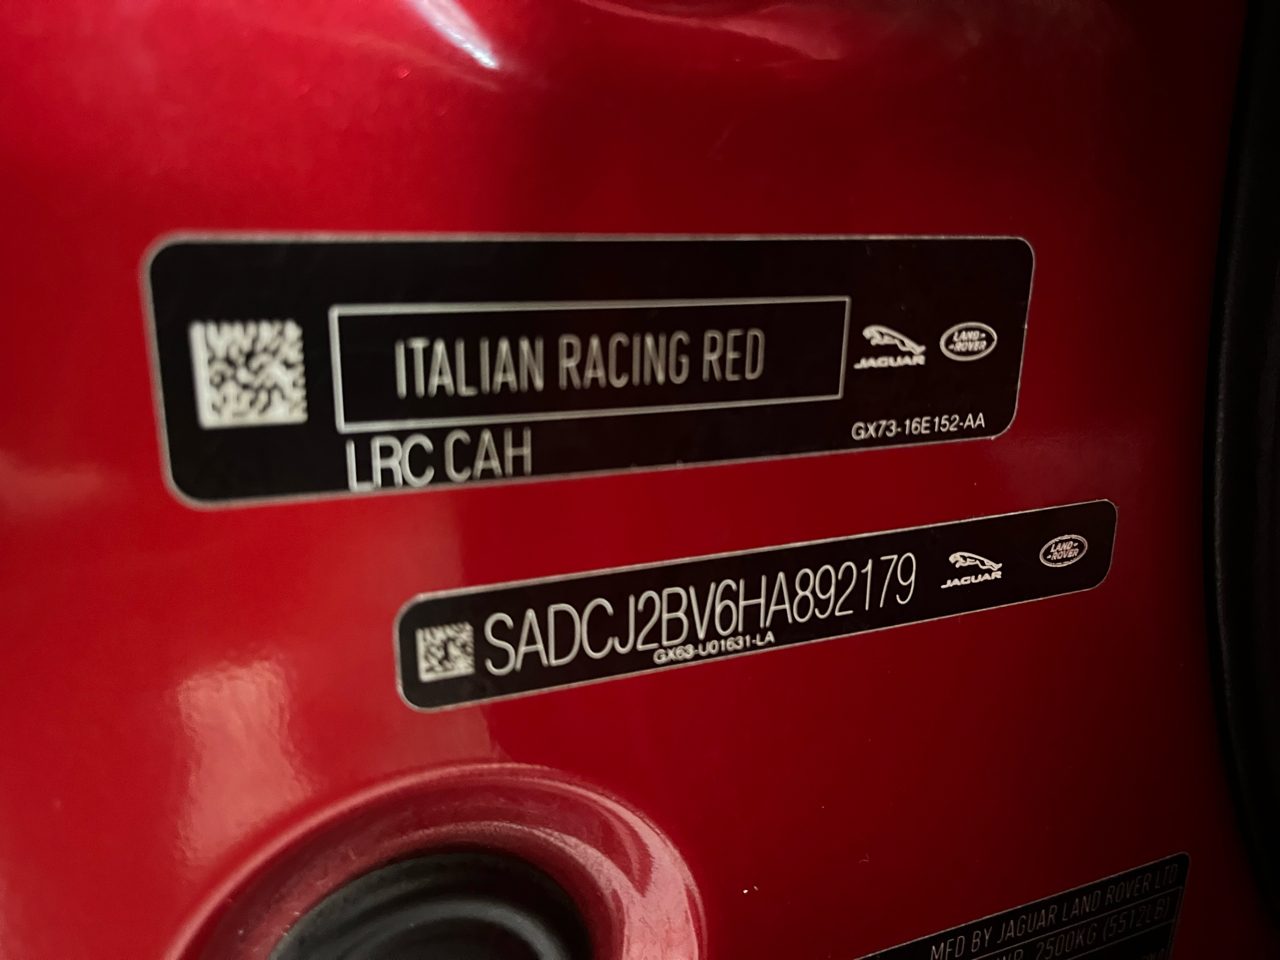 ITALIAN RACING RED
JAGUAR
LAND-
-ROVER
LRC CAH
GX73-16E152-AA
SADCJ2BV6HA892179
GX63-U01631-LA
JAGUAR
LAND-
-ROVER
MFD BY JAGUAR LAND ROVER LTD
2500KG (5512LB)